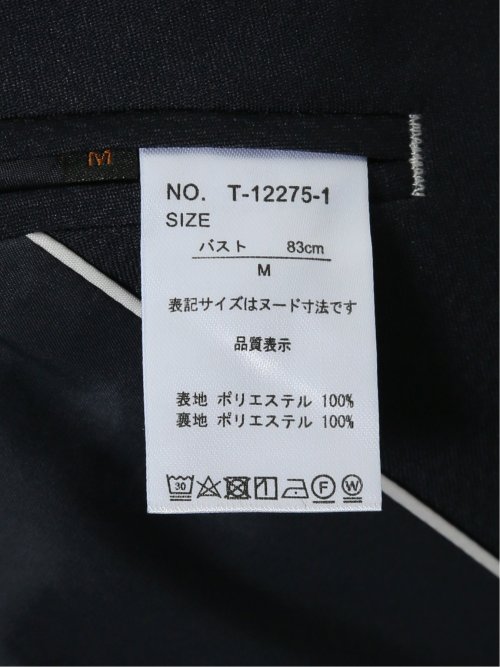 M
NO. T-12275-1
SIZE
バスト 83cm
M
表記サイズはヌード寸法です
品質表示
表地 ポリエステル 100%
裏地 ポリエステル 100%
30 F W